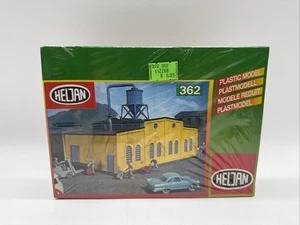 HELJAN
362
PLASTIC MODEL
PLASTMODELL
MODELE REDUIT
PLASTMODEL
HELJAN